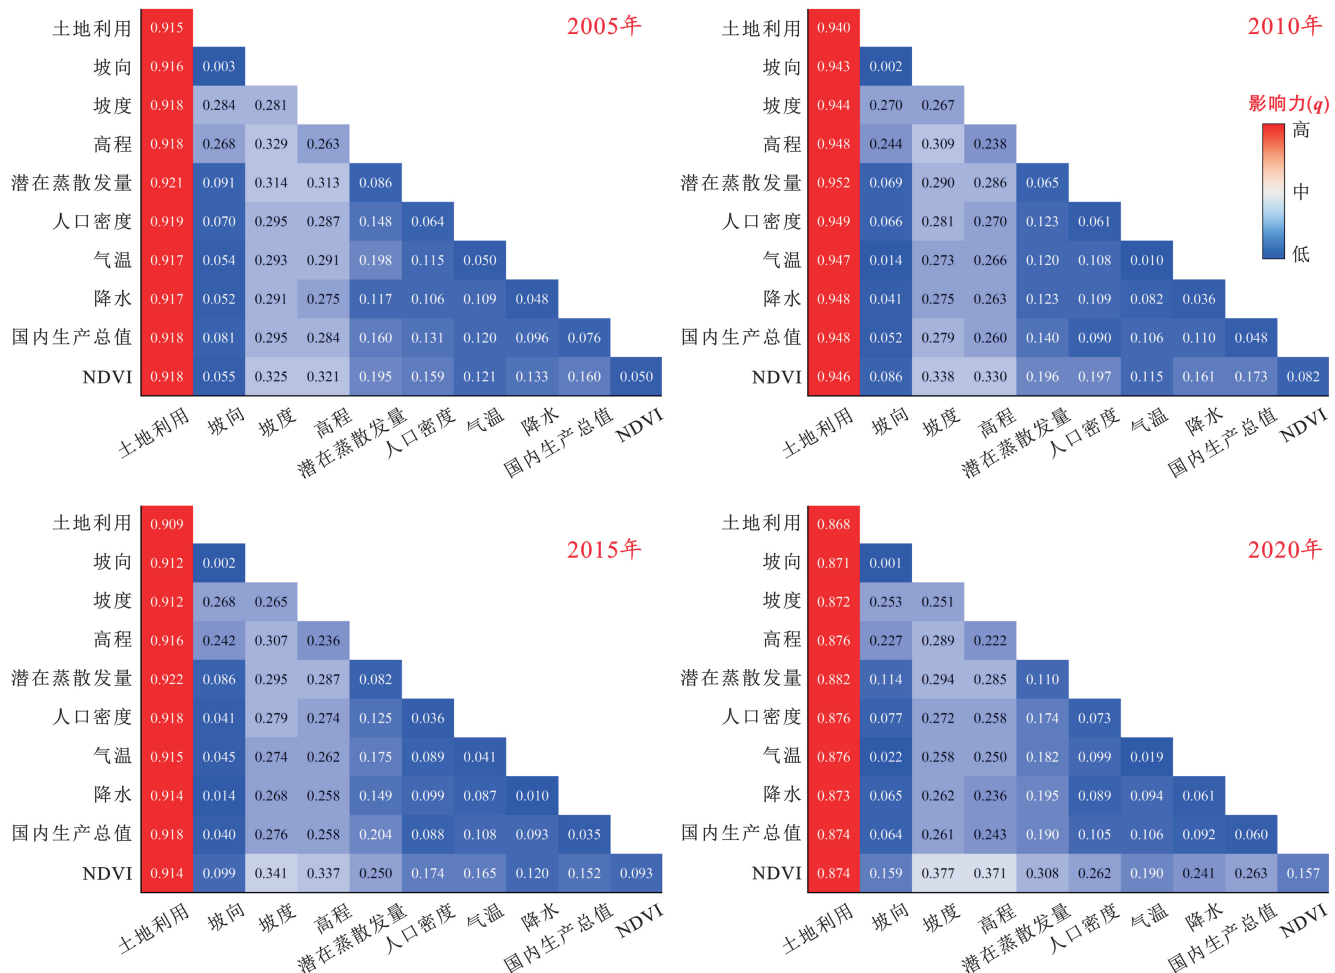 2005年
土地利用 0.915
坡向 0.916 0.003
坡度 0.918 0.284 0.281
高程 0.918 0.268 0.329 0.263
潜在蒸散发量 0.921 0.091 0.314 0.313 0.086
人口密度 0.919 0.070 0.295 0.287 0.148 0.064
气温 0.917 0.054 0.293 0.291 0.198 0.115 0.050
降水 0.917 0.052 0.291 0.275 0.117 0.106 0.109 0.048
国内生产总值 0.918 0.081 0.295 0.284 0.160 0.131 0.120 0.096 0.076
NDVI 0.918 0.055 0.325 0.321 0.195 0.159 0.121 0.133 0.160 0.050
土地利用 坡向 坡度 高程 潜在蒸散发量 人口密度 气温 降水 国内生产总值 NDVI
2010年
土地利用 0.940
坡向 0.943 0.002
坡度 0.944 0.270 0.267
高程 0.948 0.244 0.309 0.238
潜在蒸散发量 0.952 0.069 0.290 0.286 0.065
人口密度 0.949 0.066 0.281 0.270 0.123 0.061
气温 0.947 0.014 0.273 0.266 0.120 0.108 0.010
降水 0.948 0.041 0.275 0.263 0.123 0.109 0.082 0.036
国内生产总值 0.948 0.052 0.279 0.260 0.140 0.090 0.106 0.110 0.048
NDVI 0.946 0.086 0.338 0.330 0.196 0.197 0.115 0.161 0.173 0.082
土地利用 坡向 坡度 高程 潜在蒸散发量 人口密度 气温 降水 国内生产总值 NDVI
影响力(q)
高
中
低
2015年
土地利用 0.909
坡向 0.912 0.002
坡度 0.912 0.268 0.265
高程 0.916 0.242 0.307 0.236
潜在蒸散发量 0.922 0.086 0.295 0.287 0.082
人口密度 0.918 0.041 0.279 0.274 0.125 0.036
气温 0.915 0.045 0.274 0.262 0.175 0.089 0.041
降水 0.914 0.014 0.268 0.258 0.149 0.099 0.087 0.010
国内生产总值 0.918 0.040 0.276 0.258 0.204 0.088 0.108 0.093 0.035
NDVI 0.914 0.099 0.341 0.337 0.250 0.174 0.165 0.120 0.152 0.093
土地利用 坡向 坡度 高程 潜在蒸散发量 人口密度 气温 降水 国内生产总值 NDVI
2020年
土地利用 0.868
坡向 0.871 0.001
坡度 0.872 0.253 0.251
高程 0.876 0.227 0.289 0.222
潜在蒸散发量 0.882 0.114 0.294 0.285 0.110
人口密度 0.876 0.077 0.272 0.258 0.174 0.073
气温 0.876 0.022 0.258 0.250 0.182 0.099 0.019
降水 0.873 0.065 0.262 0.236 0.195 0.089 0.094 0.061
国内生产总值 0.874 0.064 0.261 0.243 0.190 0.105 0.106 0.092 0.060
NDVI 0.874 0.159 0.377 0.371 0.308 0.262 0.190 0.241 0.263 0.157
土地利用 坡向 坡度 高程 潜在蒸散发量 人口密度 气温 降水 国内生产总值 NDVI